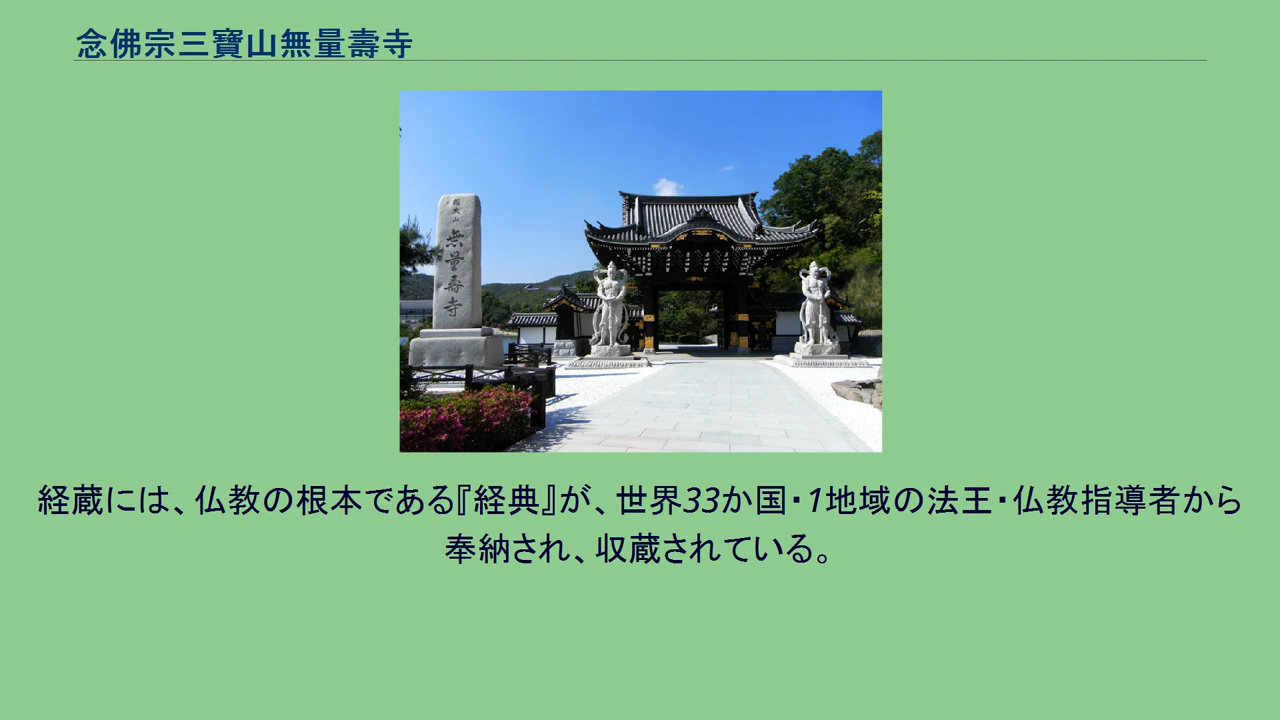 念佛宗三寶山無量壽寺
無量壽寺
経蔵には、仏教の根本である『経典』が、世界33か国・1地域の法王・仏教指導者から
奉納され、収蔵されている。